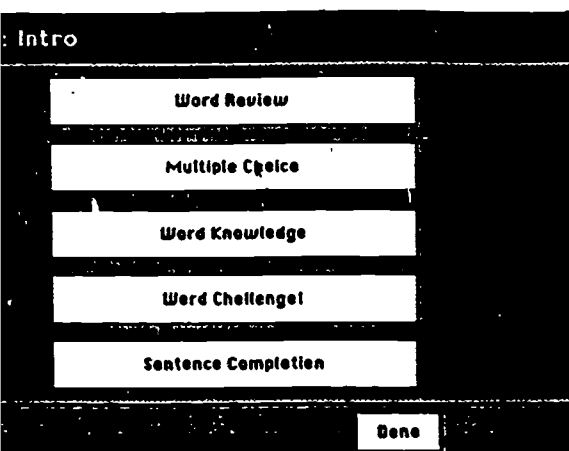 : Intro
Word Review
Multiple Choice
Word Knowledge
Word Challenge!
Sentence Completion
Done